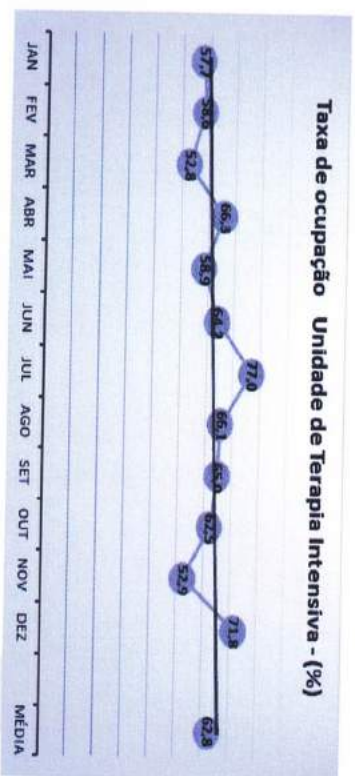 Taxa de ocupação Unidade de Terapia Intensiva - (%)
57,7 58,6 52,8 66,3 58,9 64,2 77,0 66,1 65,0 62,5 52,9 71,8 62,8
JAN FEV MAR ABR MAI JUN JUL AGO SET OUT NOV DEZ MÉDIA